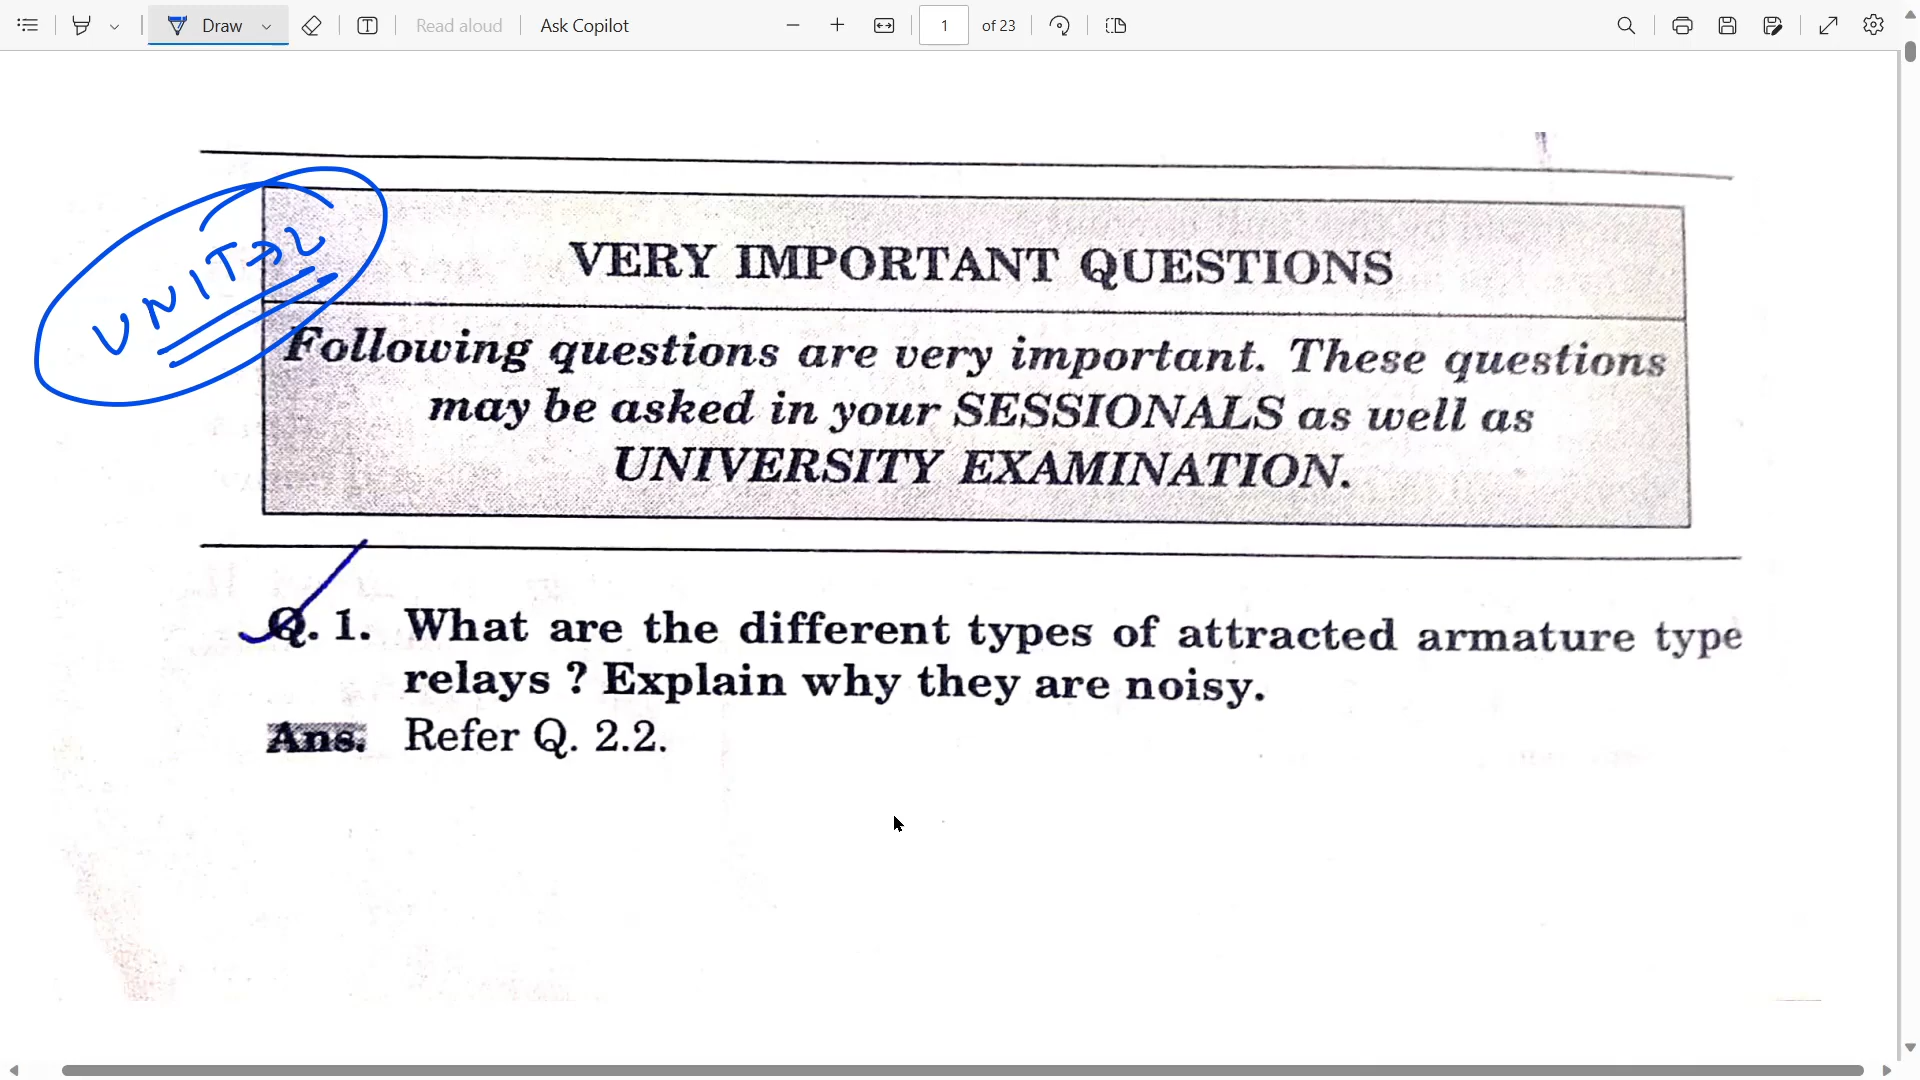 Draw
Read aloud
Ask Copilot
1 of 23
UNIT→2
VERY IMPORTANT QUESTIONS
Following questions are very important. These questions
may be asked in your SESSIONALS as well as
UNIVERSITY EXAMINATION.
Q. 1. What are the different types of attracted armature type
relays ? Explain why they are noisy.
Ans. Refer Q. 2.2.